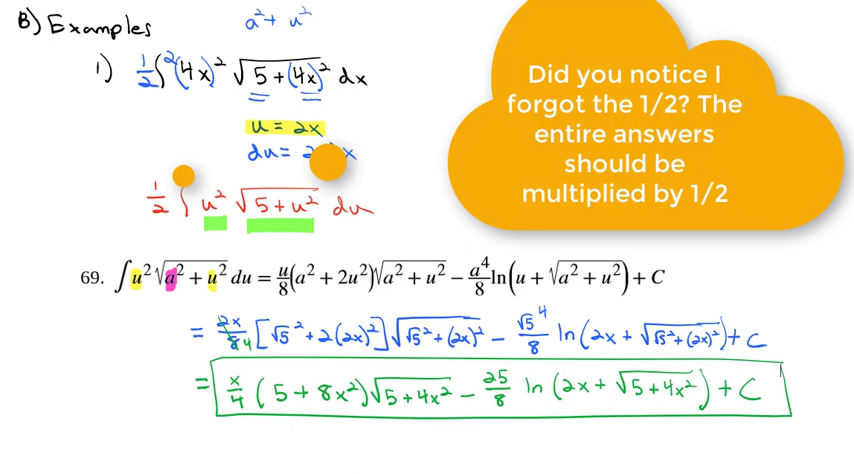 B) Examples
a² + u²
1) 1/2 ∫ 2(4x)² √(5 + (4x)²) dx
u = 2x
du = 2 x
1/2 ∫ u² √(5 + u²) du
Did you notice I
forgot the 1/2? The
entire answers
should be
multiplied by 1/2
69. ∫ u² √(a² + u²) du = u/8 (a² + 2u²) √(a² + u²) − a⁴/8 ln(u + √(a² + u²)) + C
= 2x/8 4 [√5² + 2(2x)²] √(√5² + (2x)²) − √5⁴/8 ln(2x + √(√5² + (2x)²)) + C
= x/4 (5 + 8x²) √(5 + 4x²) − 25/8 ln(2x + √(5 + 4x²)) + C